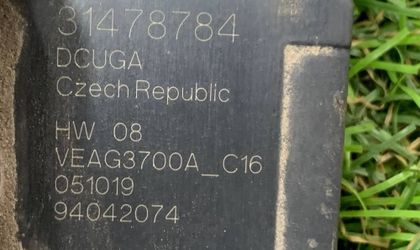 31478784
DCUGA
Czech Republic
HW 08
VEAG3700A_C16
051019
94042074